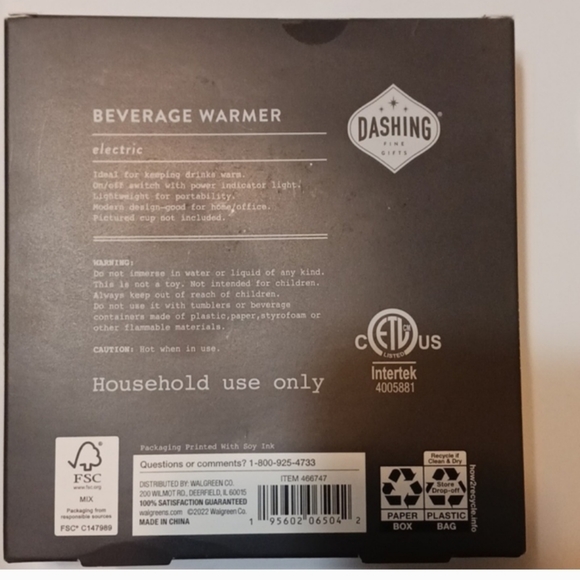 BEVERAGE WARMER
electric
Ideal for keeping drinks warm.
On/off switch with power indicator light.
Lightweight for portability.
Modern design-good for home/office.
Pictured cup not included.
DASHING®
FINE
GIFTS
WARNING:
Do not immerse in water or liquid of any kind.
This is not a toy. Not intended for children.
Always keep out of reach of children.
Do not use it with tumblers or beverage
containers made of plastic,paper,styrofoam or
other flammable materials.
CAUTION: Hot when in use.
Household use only
C ETL CM US
LISTED
Intertek
4005881
Packaging Printed With Soy Ink
FSC
www.fsc.org
MIX
Packaging from
responsible sources
FSC® C147989
Questions or comments? 1-800-925-4733
DISTRIBUTED BY: WALGREEN CO.
200 WILMOT RD., DEERFIELD, IL 60015
100% SATISFACTION GUARANTEED
walgreens.com ©2022 Walgreen Co.
MADE IN CHINA
ITEM 466747
1 95602 06504 2
PAPER
BOX
Recycle if
Clean & Dry
Store
Drop-off
PLASTIC
BAG
how2recycle.info